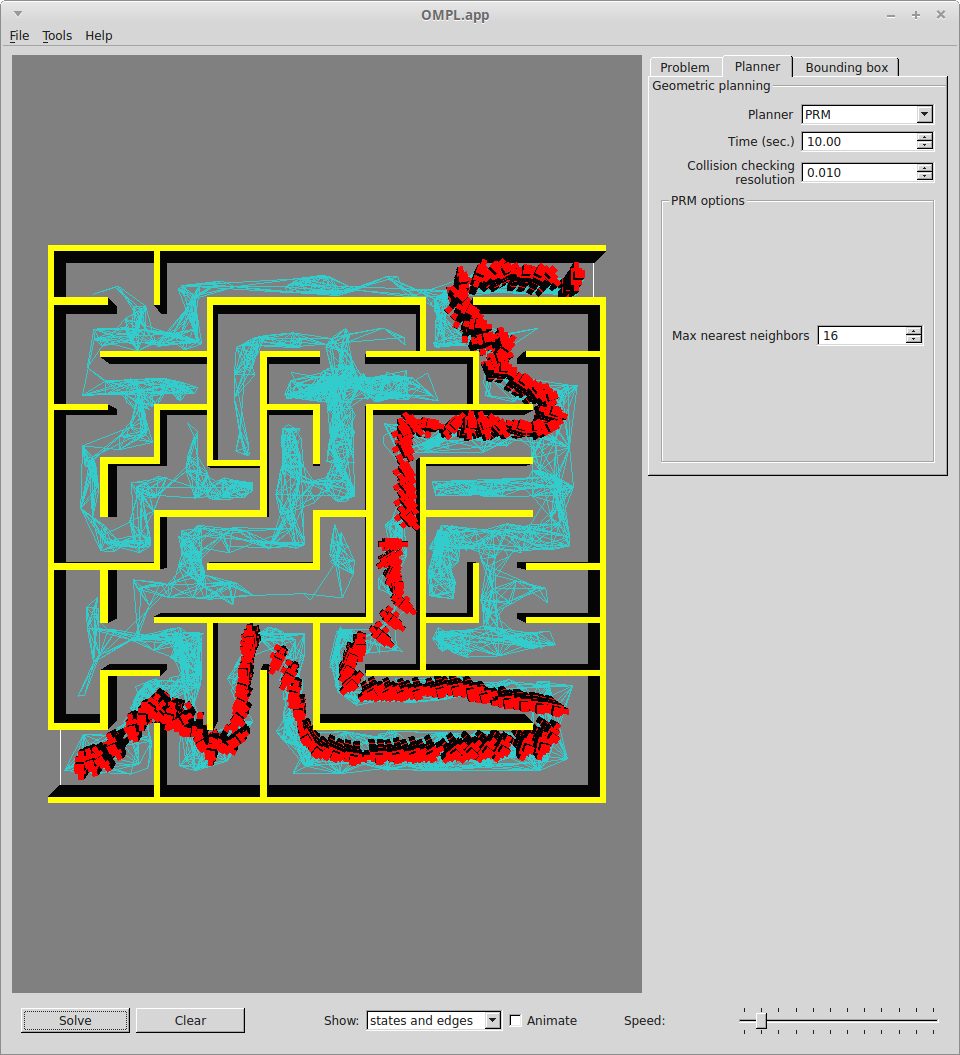 OMPL.app
File Tools Help
Problem Planner Bounding box
Geometric planning
Planner PRM
Time (sec.) 10.00
Collision checking
resolution 0.010
PRM options
Max nearest neighbors 16
Solve Clear Show: states and edges Animate Speed: